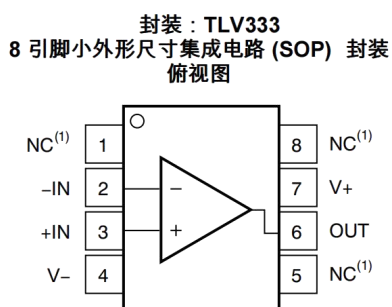 封装：TLV333
8 引脚小外形尺寸集成电路 (SOP) 封装
俯视图
NC(1) 1 8 NC(1)
–IN 2 – 7 V+
+IN 3 + 6 OUT
V– 4 5 NC(1)